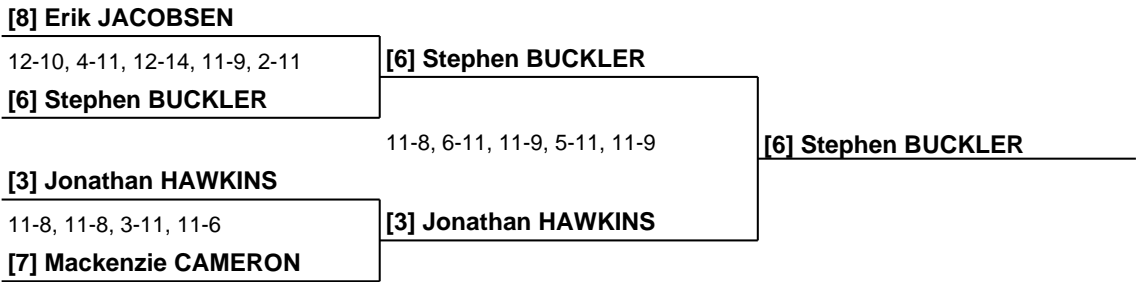 [8] Erik JACOBSEN
12-10, 4-11, 12-14, 11-9, 2-11
[6] Stephen BUCKLER
[6] Stephen BUCKLER
11-8, 6-11, 11-9, 5-11, 11-9
[6] Stephen BUCKLER
[3] Jonathan HAWKINS
11-8, 11-8, 3-11, 11-6
[3] Jonathan HAWKINS
[7] Mackenzie CAMERON